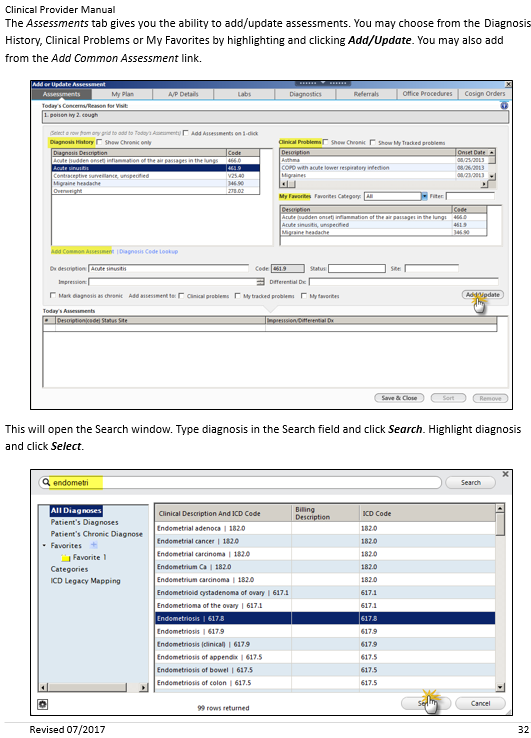 Clinical Provider Manual
The Assessments tab gives you the ability to add/update assessments. You may choose from the Diagnosis
History, Clinical Problems or My Favorites by highlighting and clicking Add/Update. You may also add
from the Add Common Assessment link.
Add or Update Assessment
Assessments My Plan A/P Details Labs Diagnostics Referrals Office Procedures Cosign Orders
Today's Concerns/Reason for Visit:
1. poison ivy 2. cough
(Select a row from any grid to add to Today's Assessments) Add Assessments on 1-click
Diagnosis History Show Chronic only
Diagnosis Description Code
Acute (sudden onset) inflammation of the air passages in the lungs 466.0
Acute sinusitis 461.9
Contraceptive surveillance, unspecified V25.40
Migraine headache 346.90
Overweight 278.02
Clinical Problems Show Chronic Show My Tracked problems
Description Onset Date
Asthma 08/25/2013
COPD with acute lower respiratory infection 08/26/2013
Migraines 08/23/2013
My Favorites Favorites Category: All Filter:
Description Code
Acute (sudden onset) inflammation of the air passages in the lungs 466.0
Acute sinusitis, unspecified 461.9
Migraine headache 346.90
Add Common Assessment | Diagnosis Code Lookup
Dx description: Acute sinusitis Code: 461.9 Status: Site:
Impression: Differential Dx:
Mark diagnosis as chronic Add assessment to: Clinical problems My tracked problems My favorites Add/Update
Today's Assessments
# Description(code) Status Site Impression/Differential Dx
Save & Close Sort Remove
This will open the Search window. Type diagnosis in the Search field and click Search. Highlight diagnosis
and click Select.
endometri Search
All Diagnoses
Patient's Diagnoses
Patient's Chronic Diagnose
Favorites
Favorite 1
Categories
ICD Legacy Mapping
Clinical Description And ICD Code Billing Description ICD Code
Endometrial adenoca | 182.0 182.0
Endometrial cancer | 182.0 182.0
Endometrial carcinoma | 182.0 182.0
Endometrium Ca | 182.0 182.0
Endometrium carcinoma | 182.0 182.0
Endometrioid cystadenoma of ovary | 617.1 617.1
Endometrioma of the ovary | 617.1 617.1
Endometriosis | 617.8 617.8
Endometriosis | 617.9 617.9
Endometriosis (clinical) | 617.9 617.9
Endometriosis of appendix | 617.5 617.5
Endometriosis of bowel | 617.5 617.5
Endometriosis of colon | 617.5 617.5
99 rows returned
Cancel
Revised 07/2017 32